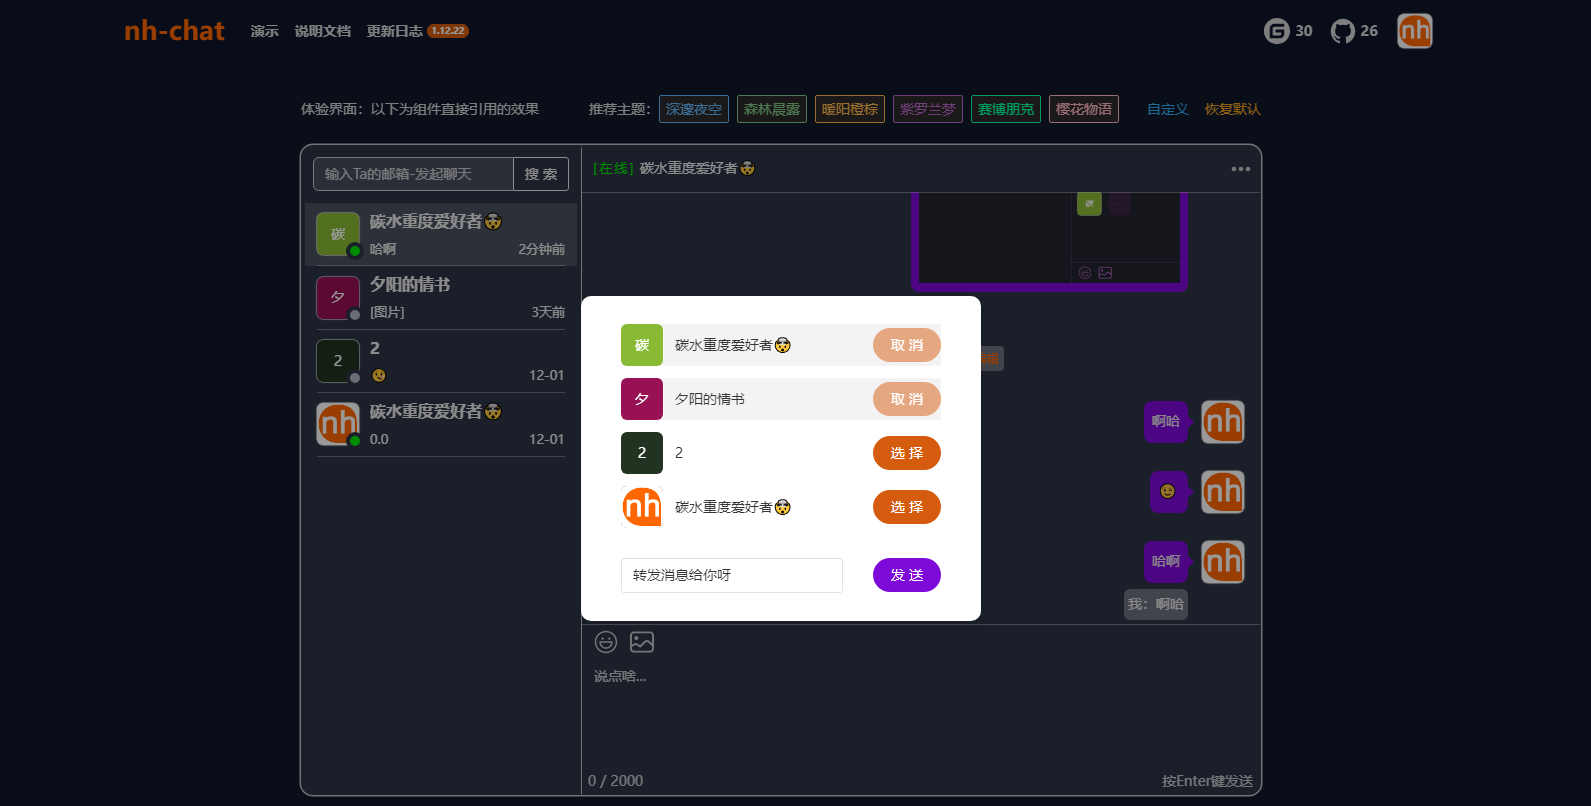 nh-chat 演示 说明文档 更新日志 1.12.22 30 26 nh
体验界面：以下为组件直接引用的效果 推荐主题： 深邃夜空 森林晨露 暖阳橙棕 紫罗兰梦 赛博朋克 樱花物语 自定义 恢复默认
输入Ta的邮箱-发起聊天 搜 索
碳
碳水重度爱好者🤯
哈啊 2分钟前
夕
夕阳的情书
[图片] 3天前
2
2
😗 12-01
nh
碳水重度爱好者🤯
0.0 12-01
[在线] 碳水重度爱好者🤯
碳
啊哈 nh
😉 nh
哈啊 nh
我：啊哈
碳 碳水重度爱好者🤯 取 消
夕 夕阳的情书 取 消
2 2 选 择
nh 碳水重度爱好者🤯 选 择
转发消息给你呀 发 送
说点啥...
0 / 2000 按Enter键发送